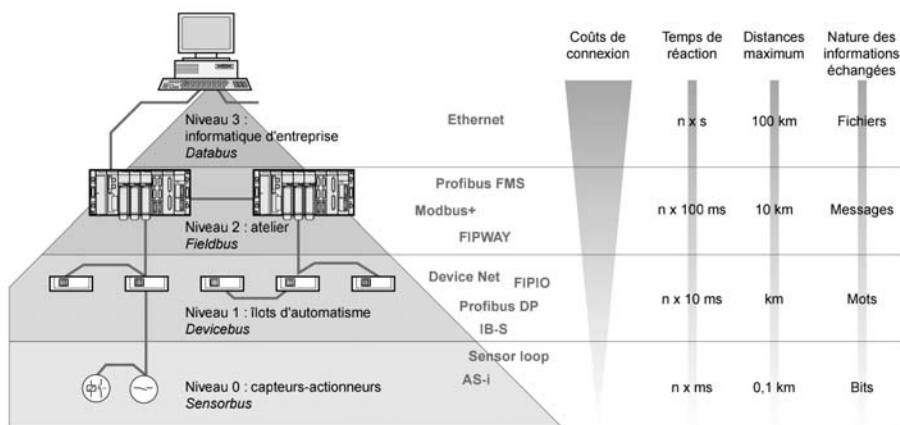 Coûts de
connexion
Temps de
réaction
Distances
maximum
Nature des
informations
échangées
Niveau 3 :
informatique d'entreprise
Databus
Ethernet
n x s
100 km
Fichiers
Profibus FMS
Modbus+
FIPWAY
Niveau 2 : atelier
Fieldbus
n x 100 ms
10 km
Messages
Device Net
FIPIO
Profibus DP
IB-S
Niveau 1 : îlots d'automatisme
Devicebus
n x 10 ms
km
Mots
Sensor loop
AS-i
Niveau 0 : capteurs-actionneurs
Sensorbus
n x ms
0,1 km
Bits